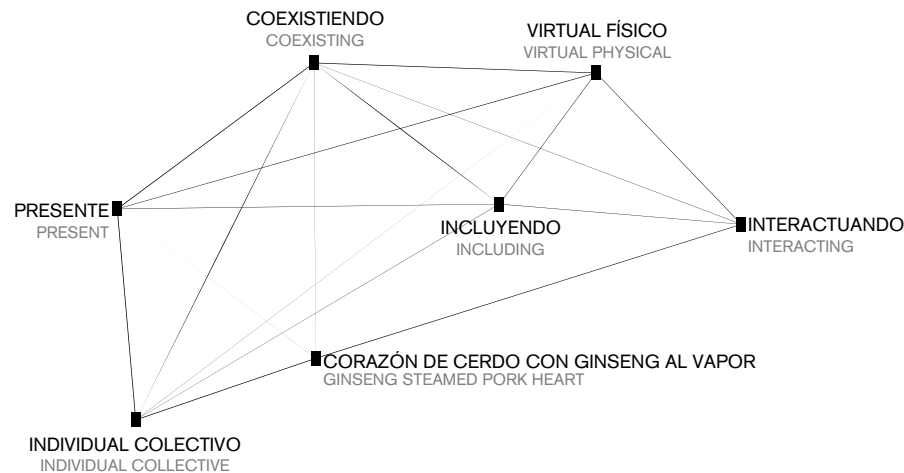 COEXISTIENDO
COEXISTING
VIRTUAL FÍSICO
VIRTUAL PHYSICAL
PRESENTE
PRESENT
INCLUYENDO
INCLUDING
INTERACTUANDO
INTERACTING
CORAZÓN DE CERDO CON GINSENG AL VAPOR
GINSENG STEAMED PORK HEART
INDIVIDUAL COLECTIVO
INDIVIDUAL COLLECTIVE